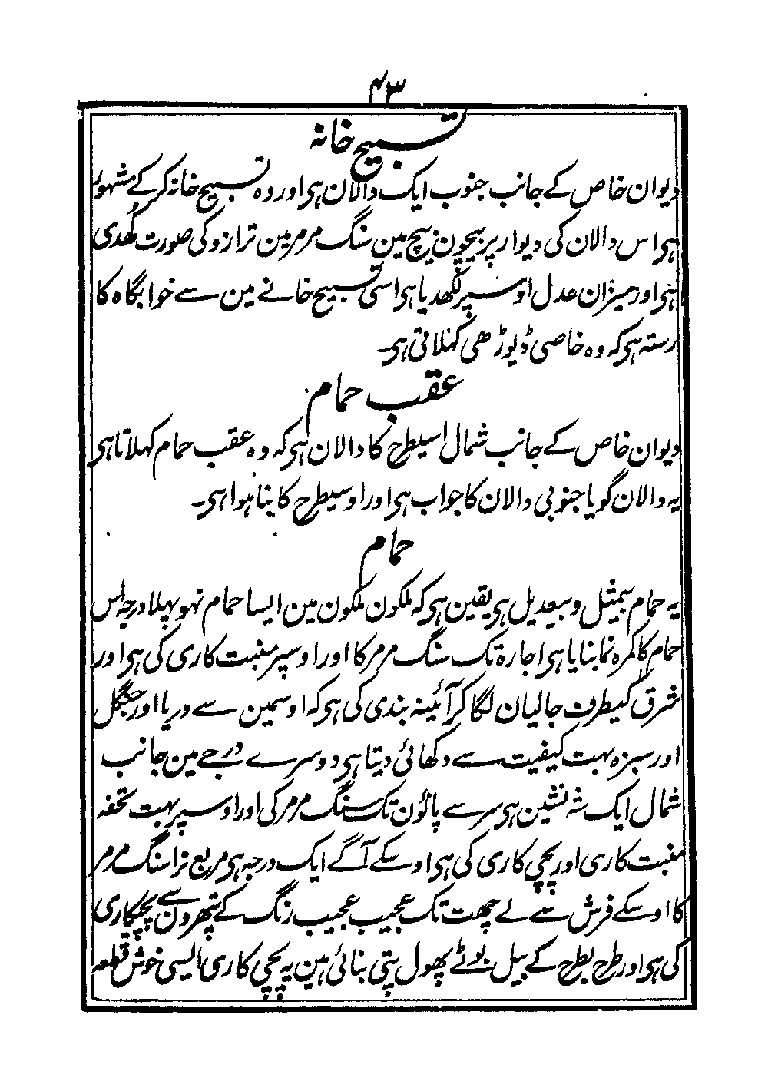 ۴۳
تسبیح خانہ
دیوان خاص کے جانب جنوب ایک دالان ہی اور وہ تسبیح خانہ کرکے مشہور
ہی اس دالان کی دیوار پر بیچون بیچ مین سنگ مرمر مین ترازو کی صورت کھدی
ہی اور میزان عدل اوسپر لکھدیا ہی اسی تسبیح خانے مین سے خوابگاہ کا
رستہ ہی کہ وہ خاصی ڈیوڑھی کہلاتی ہی۔
عقب حمام
دیوان خاص کے جانب شمال اسیطرح کا دالان ہی کہ وہ عقب حمام کہلاتا ہی
یہ دالان گویا جنوبی دالان کا جواب ہی اور اوسیطرح کا بنا ہوا ہی۔
حمام
یہ حمام بیمثیل و بیعدیل ہی یقین ہی کہ ملکون ملکون مین ایسا حمام نہو پہلا درجہ اس
حمام کا کمرہ نما بنایا ہی اجارہ تک سنگ مرمر کا اور اوسپر منبت کاری کی ہی اور
شرق کیطرف جالیان لگا کر آئینہ بندی کی ہی کہ اوسمین سے دریا اور جنگل
اور سبزہ بہت کیفیت سے دکھائی دیتا ہی دوسرے درجے مین جانب
شمال ایک شہ نشین ہی سر سے پانون تک سنگ مرمر کی اور اوسپر بہت تحفہ
منبت کاری اور پچی کاری کی ہی اوسکے آگے ایک درجہ ہی مربع نرا سنگ مرمر
کا اوسکے فرش سے لے چھت تک عجیب عجیب رنگ کے پتھرون سے پچیکاری
کی ہی اور طرح بطرح کے بیل بوٹے پھول پتی بنائی ہین یہ پچی کاری ایسی خوش قطع